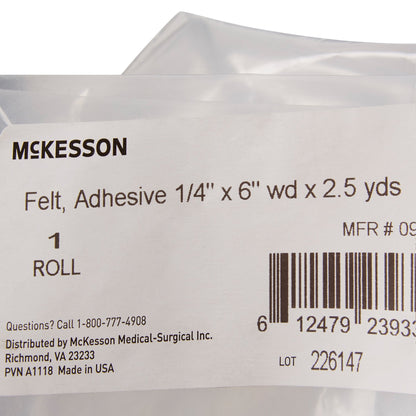 McKESSON
Felt, Adhesive 1/4" x 6" wd x 2.5 yds
1
ROLL
MFR # 09
Questions? Call 1-800-777-4908
Distributed by McKesson Medical-Surgical Inc.
Richmond, VA 23233
PVN A1118 Made in USA
6 12479 23933
LOT 226147